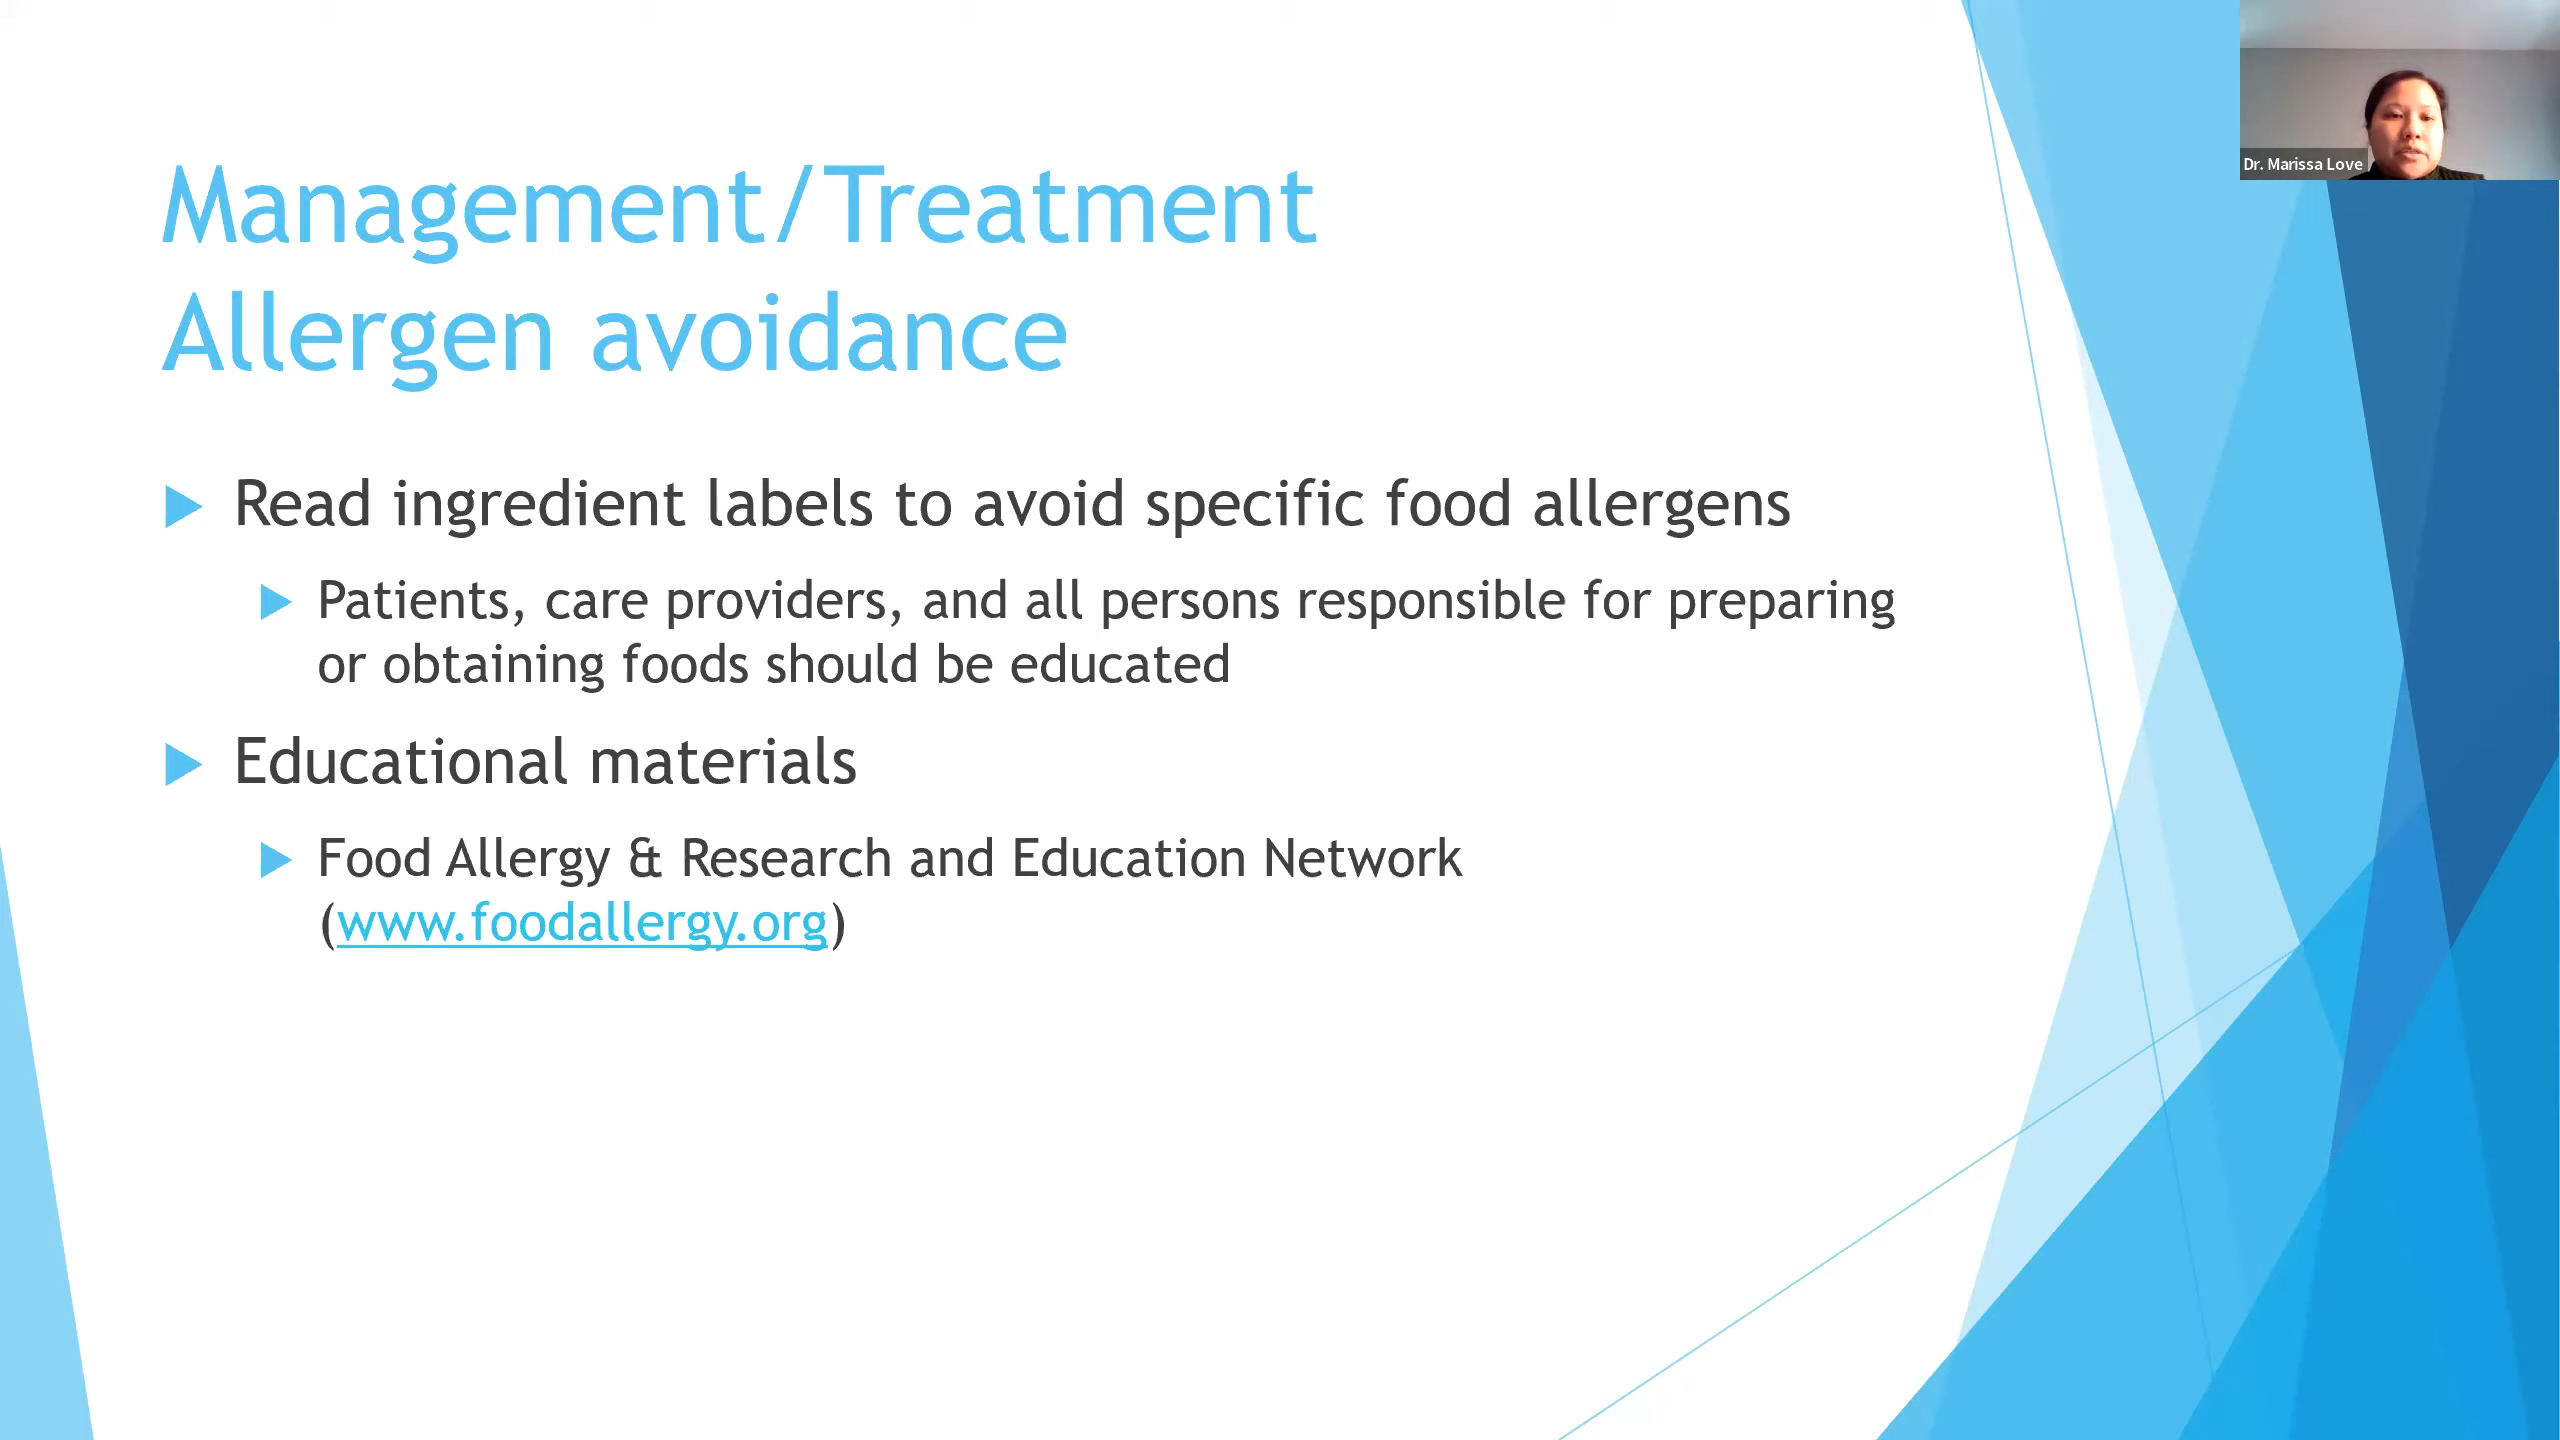 Dr. Marissa Love
Management/Treatment
Allergen avoidance
Read ingredient labels to avoid specific food allergens
Patients, care providers, and all persons responsible for preparing
or obtaining foods should be educated
Educational materials
Food Allergy & Research and Education Network
(www.foodallergy.org)